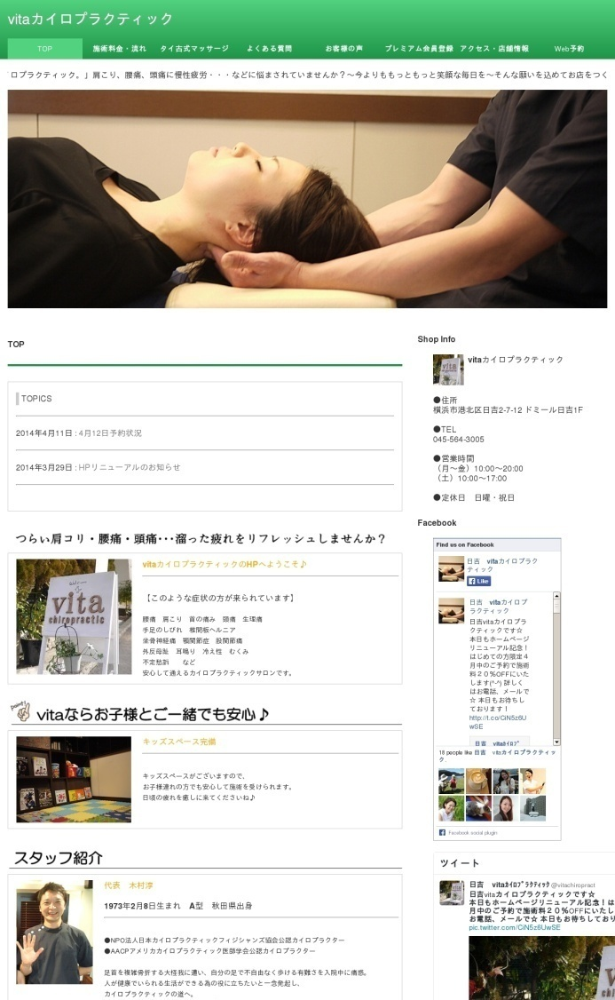 vitaカイロプラクティック
TOP 施術料金・流れ タイ古式マッサージ よくある質問 お客様の声 プレミアム会員登録 アクセス・店舗情報 Web予約
ロプラクティック。」肩こり、腰痛、頭痛に慢性疲労・・・などに悩まされていませんか？～今よりももっともっと笑顔な毎日を～そんな願いを込めてお店をつく
TOP
TOPICS
2014年4月11日 : 4月12日予約状況
2014年3月29日 : HPリニューアルのお知らせ
つらい肩コリ・腰痛・頭痛･･･溜った疲れをリフレッシュしませんか？
vita
chiropractic
vitaカイロプラクティックのHPへようこそ♪
【このような症状の方が来られています】
腰痛　肩こり　首の痛み　頭痛　生理痛
手足のしびれ　椎間板ヘルニア
坐骨神経痛　顎関節症　股関節痛
外反母趾　耳鳴り　冷え性　むくみ
不定愁訴　　など
安心して通えるカイロプラクティックサロンです。
point!
vitaならお子様とご一緒でも安心♪
キッズスペース完備
キッズスペースがございますので、
お子様連れの方でも安心して施術を受けられます。
日頃の疲れを癒しに来てくださいね♪
スタッフ紹介
代表　木村淳
1973年2月8日生まれ　A型　秋田県出身
●NPO法人日本カイロプラクティックフィジシャンズ協会公認カイロプラクター
●AACPアメリカカイロプラクティック医師学会公認カイロプラクター
足首を複雑骨折する大怪我に遭い、自分の足で不自由なく歩ける有難さを入院中に痛感。
人が健康でいられる生活ができる為の役に立ちたいと一念発起し、
カイロプラクティックの道へ。
Shop Info
vitaカイロプラクティック
●住所
横浜市港北区日吉2-7-12 ドミール日吉1F
●TEL
045-564-3005
●営業時間
（月～金）10:00～20:00
（土）10:00～17:00
●定休日　日曜・祝日
Facebook
Find us on Facebook
日吉　vitaカイロプラク
ティック
Like
日吉　vitaカイロプ
ラクティック
日吉vitaカイロプラ
クティックです☆
本日もホームページ
リニューアル記念！
はじめての方限定４
月中のご予約で施術
料２０％OFFにいた
します(^-^) 詳しく
はお電話、メールで
☆ 本日もお待ちし
ております！
http://t.co/CiN5z6U
wSE
日吉　vitaｶｲﾛﾌﾟ
18 people like 日吉　vitaカイロプラクティッ
ク.
Facebook social plugin
ツイート
日吉　vitaｶｲﾛﾌﾟﾗｸﾃｨｯｸ @vitachiropract
日吉vitaカイロプラクティックです☆
本日もホームページリニューアル記念！は
月中のご予約で施術料２０％OFFにいたし
お電話、メールで☆ 本日もお待ちしており
pic.twitter.com/CiN5z6UwSE